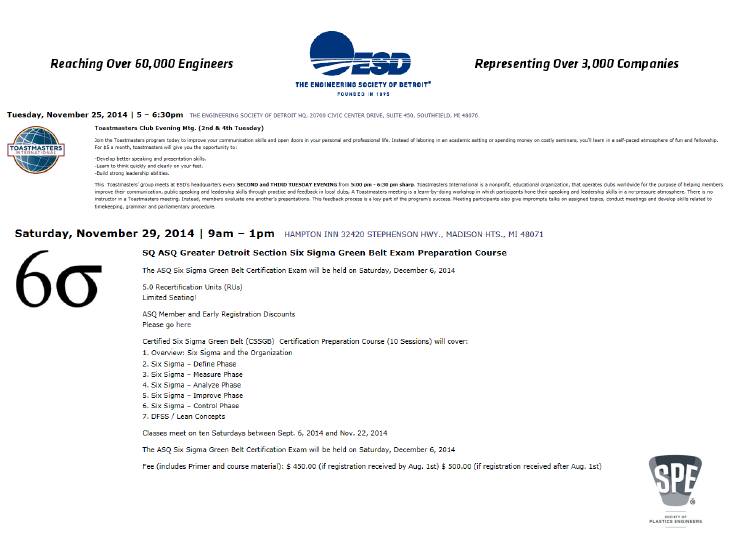 Reaching Over 60,000 Engineers
ESD
THE ENGINEERING SOCIETY OF DETROIT
FOUNDED IN 1895
Representing Over 3,000 Companies
Tuesday, November 25, 2014 | 5 – 6:30pm THE ENGINEERING SOCIETY OF DETROIT HQ, 20700 CIVIC CENTER DRIVE, SUITE 450, SOUTHFIELD, MI 48076
TOASTMASTERS
INTERNATIONAL
Toastmasters Club Evening Mtg. (2nd & 4th Tuesday)
Join the Toastmasters program today to improve your communication skills and open doors in your personal and professional life. Instead of laboring in an academic setting or spending money on costly seminars, you'll learn in a self-paced atmosphere of fun and fellowship.
For $5 a month, toastmasters will give you the opportunity to:
-Develop better speaking and presentation skills.
-Learn to think quickly and clearly on your feet.
-Build strong leadership abilities.
This Toastmasters' group meets at ESD's headquarters every SECOND and THIRD TUESDAY EVENING from 5:00 pm - 6:30 pm sharp. Toastmasters International is a nonprofit, educational organization, that operates clubs worldwide for the purpose of helping members
improve their communication, public speaking and leadership skills through practice and feedback in local clubs. A Toastmasters meeting is a learn-by-doing workshop in which participants hone their speaking and leadership skills in a no-pressure atmosphere. There is no
instructor in a Toastmasters meeting. Instead, members evaluate one another's presentations. This feedback process is a key part of the program's success. Meeting participants also give impromptu talks on assigned topics, conduct meetings and develop skills related to
timekeeping, grammar and parliamentary procedure.
Saturday, November 29, 2014 | 9am – 1pm HAMPTON INN 32420 STEPHENSON HWY., MADISON HTS., MI 48071
6σ
SQ ASQ Greater Detroit Section Six Sigma Green Belt Exam Preparation Course
The ASQ Six Sigma Green Belt Certification Exam will be held on Saturday, December 6, 2014
5.0 Recertification Units (RUs)
Limited Seating!
ASQ Member and Early Registration Discounts
Please go here
Certified Six Sigma Green Belt (CSSGB) Certification Preparation Course (10 Sessions) will cover:
1. Overview: Six Sigma and the Organization
2. Six Sigma – Define Phase
3. Six Sigma – Measure Phase
4. Six Sigma – Analyze Phase
5. Six Sigma – Improve Phase
6. Six Sigma – Control Phase
7. DFSS / Lean Concepts
Classes meet on ten Saturdays between Sept. 6, 2014 and Nov. 22, 2014
The ASQ Six Sigma Green Belt Certification Exam will be held on Saturday, December 6, 2014
Fee (includes Primer and course material): $ 450.00 (if registration received by Aug. 1st) $ 500.00 (if registration received after Aug. 1st)
SPE
SOCIETY OF
PLASTICS ENGINEERS